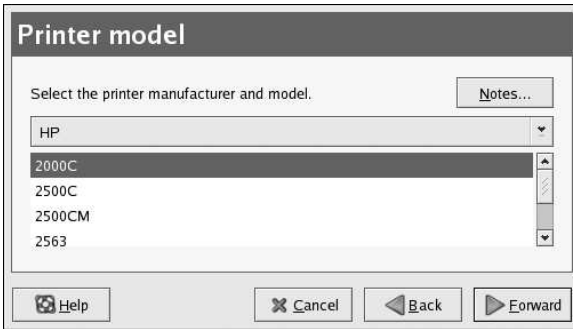 Printer model
Select the printer manufacturer and model.
Notes...
HP
2000C
2500C
2500CM
2563
Help
Cancel
Back
Forward